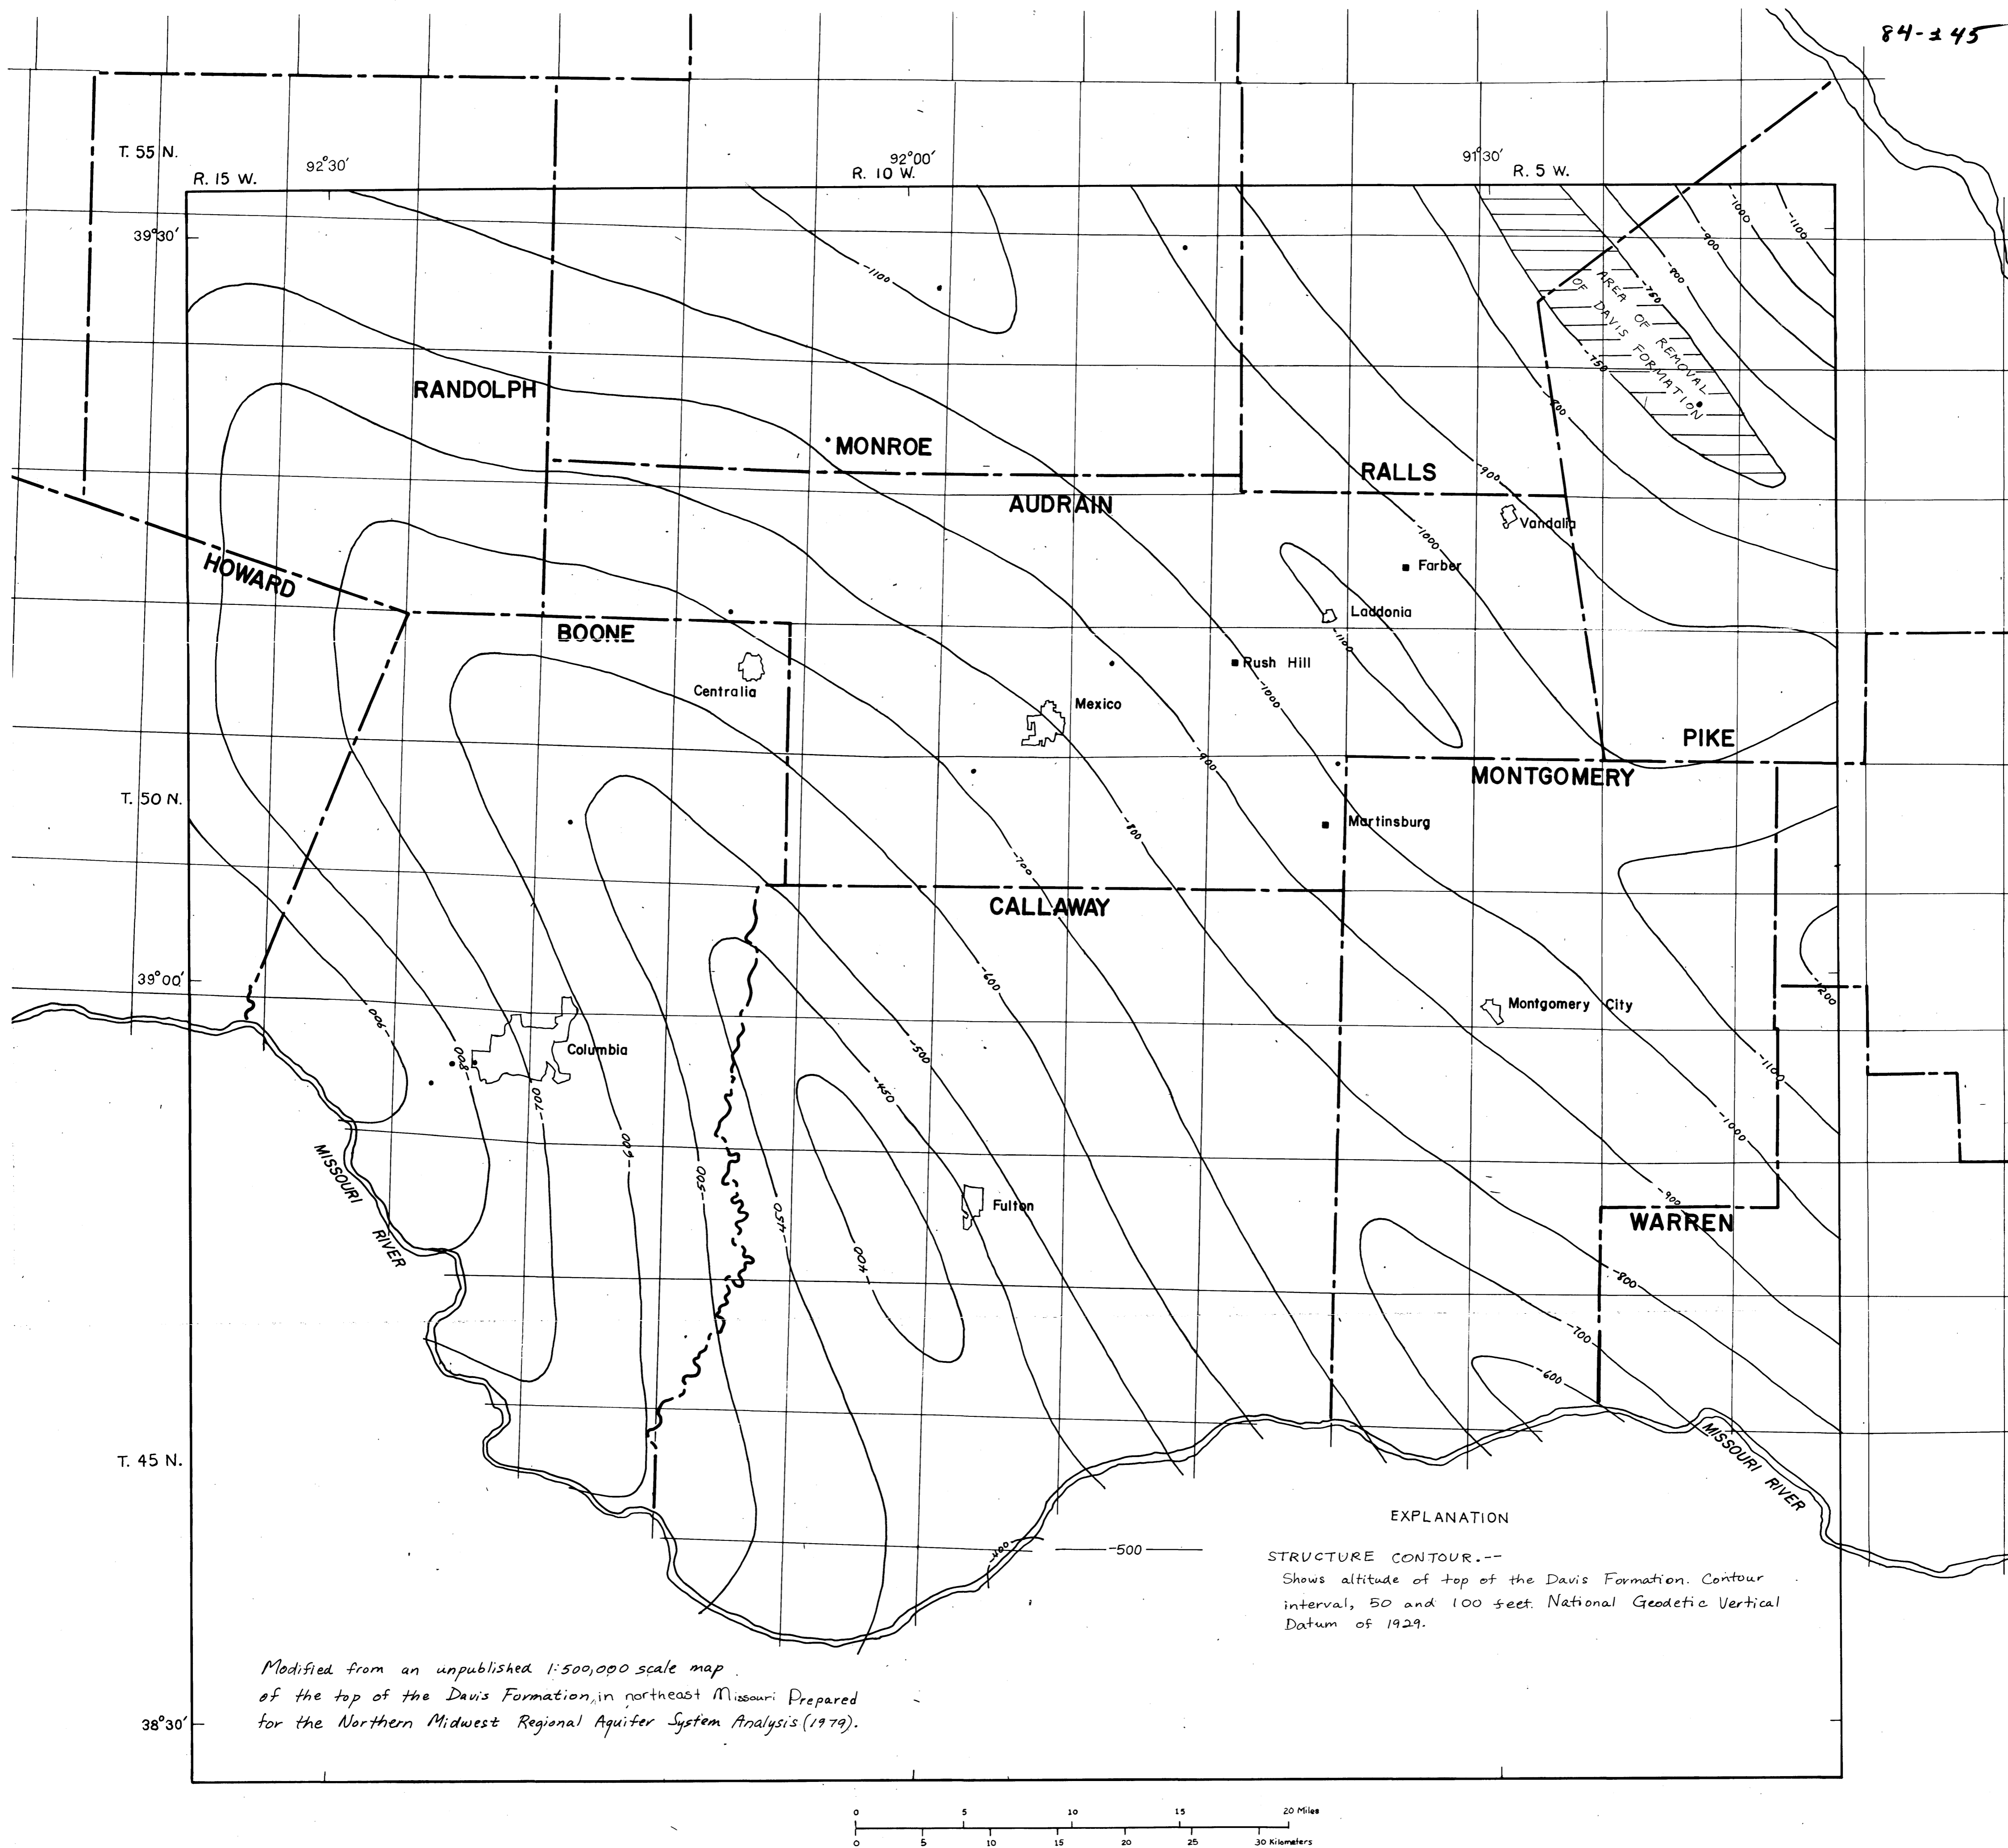 84-±45
T. 55 N.
92°30'
92°00'
91°30'
R. 15 W.
R. 10 W.
R. 5 W.
39°30'
-1000
-1100
-900
-800
-750
-1100
AREA OF REMOVAL
OF DAVIS FORMATION
-750
-800
RANDOLPH
MONROE
RALLS
-900
AUDRAIN
Vandalia
-1000
HOWARD
Farber
Laddonia
BOONE
-1100
Rush Hill
Centralia
-1000
Mexico
PIKE
-900
MONTGOMERY
T. 50 N.
Martinsburg
-800
-700
CALLAWAY
39°00'
-600
-1200
Montgomery City
-900
-800
Columbia
-500
-1100
-700
-450
-1000
-600
MISSOURI RIVER
-500
-900
Fulton
WARREN
-450
-400
-800
-700
-600
MISSOURI RIVER
T. 45 N.
EXPLANATION
-400
-500
STRUCTURE CONTOUR.--
Shows altitude of top of the Davis Formation. Contour
interval, 50 and 100 feet. National Geodetic Vertical
Datum of 1929.
Modified from an unpublished 1:500,000 scale map
of the top of the Davis Formation, in northeast Missouri Prepared
for the Northern Midwest Regional Aquifer System Analysis (1979).
38°30'
0 5 10 15 20 Miles
0 5 10 15 20 25 30 Kilometers